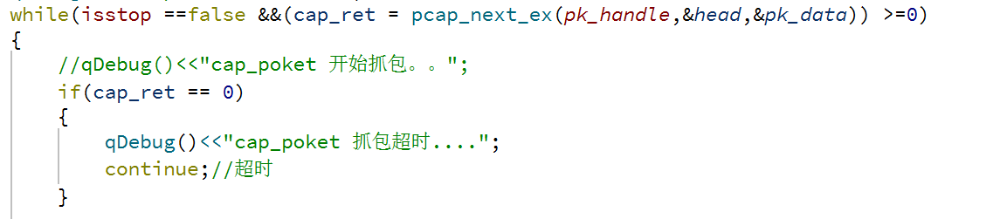 while(isstop ==false &&(cap_ret = pcap_next_ex(pk_handle,&head,&pk_data)) >=0)
{
//qDebug()<<"cap_poket 开始抓包。。";
if(cap_ret == 0)
{
qDebug()<<"cap_poket 抓包超时....";
continue;//超时
}